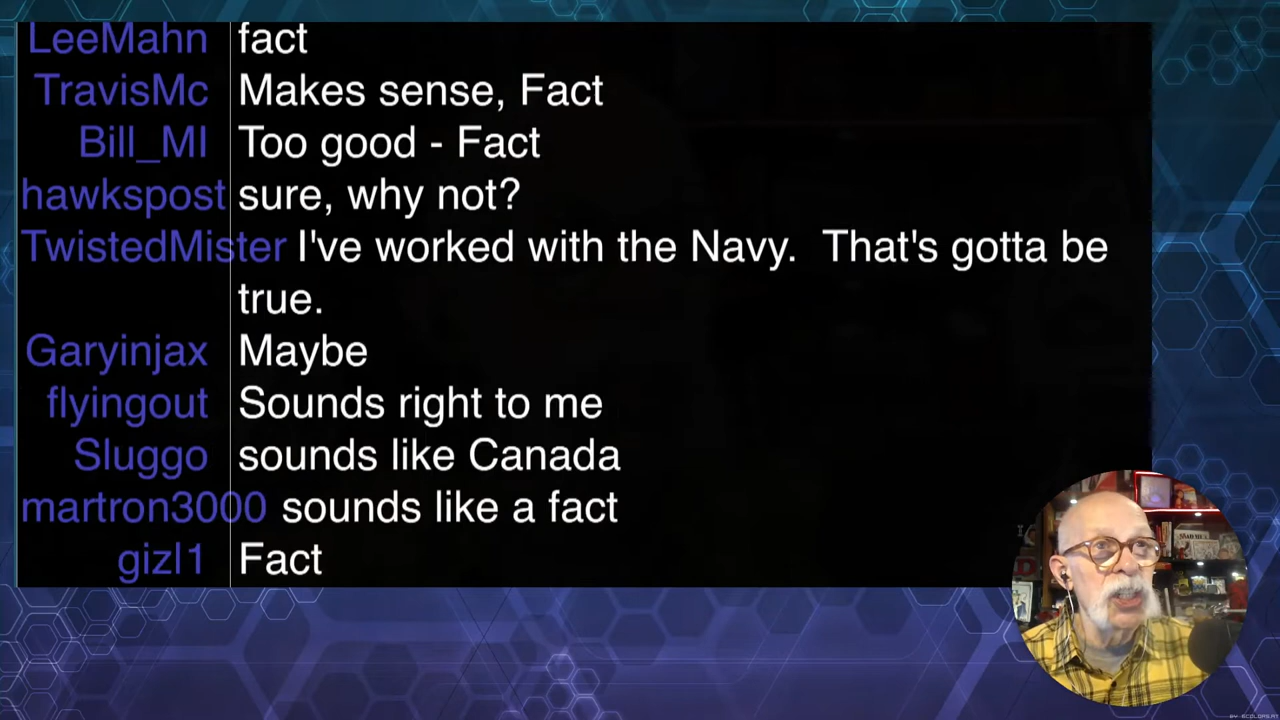 LeeMahn fact
TravisMc Makes sense, Fact
Bill_MI Too good - Fact
hawkspost sure, why not?
TwistedMister I've worked with the Navy.  That's gotta be
true.
Garyinjax Maybe
flyingout Sounds right to me
Sluggo sounds like Canada
martron3000 sounds like a fact
gizl1 Fact